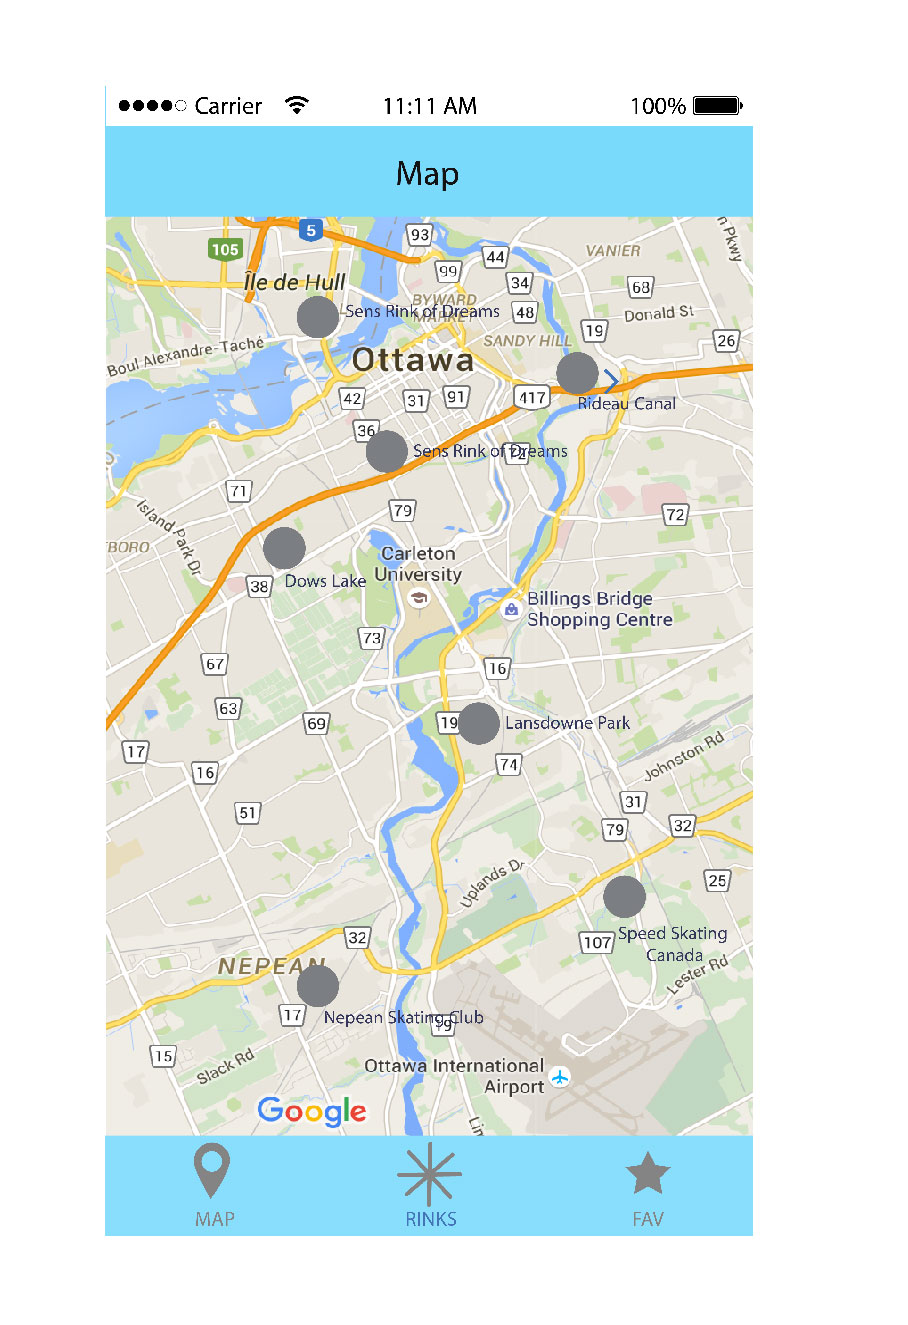 Carrier 11:11 AM 100%
Map
5
93
105
44
VANIER
99
Île de Hull
34
68
BYWARD
MARKET
Sens Rink of Dreams
48
Donald St
19
SANDY HILL
26
Boul Alexandre-Taché
Ottawa
42
31
91
417
Rideau Canal
36
Sens Rink of Dreams
72
71
79
72
Island Park Dr
BORO
Carleton
University
38
Dows Lake
Billings Bridge
Shopping Centre
73
67
16
63
69
19
Lansdowne Park
17
16
74
Johnston Rd
51
31
79
32
Uplands Dr
25
32
107
Speed Skating
Canada
NEPEAN
Lester Rd
17
Nepean Skating Club
19
15
Slack Rd
Ottawa International
Airport
Google
MAP
RINKS
FAV